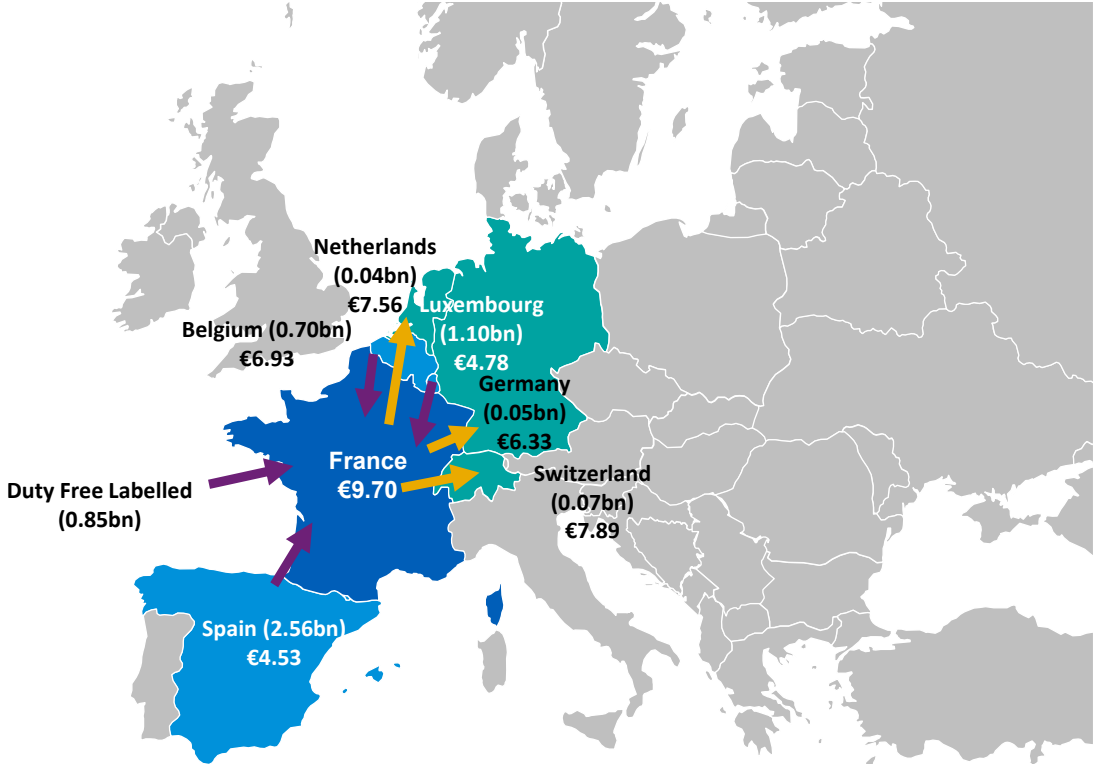 Netherlands
(0.04bn)
€7.56
Luxembourg
(1.10bn)
€4.78
Belgium (0.70bn)
€6.93
Germany
(0.05bn)
€6.33
France
€9.70
Switzerland
(0.07bn)
€7.89
Duty Free Labelled
(0.85bn)
Spain (2.56bn)
€4.53